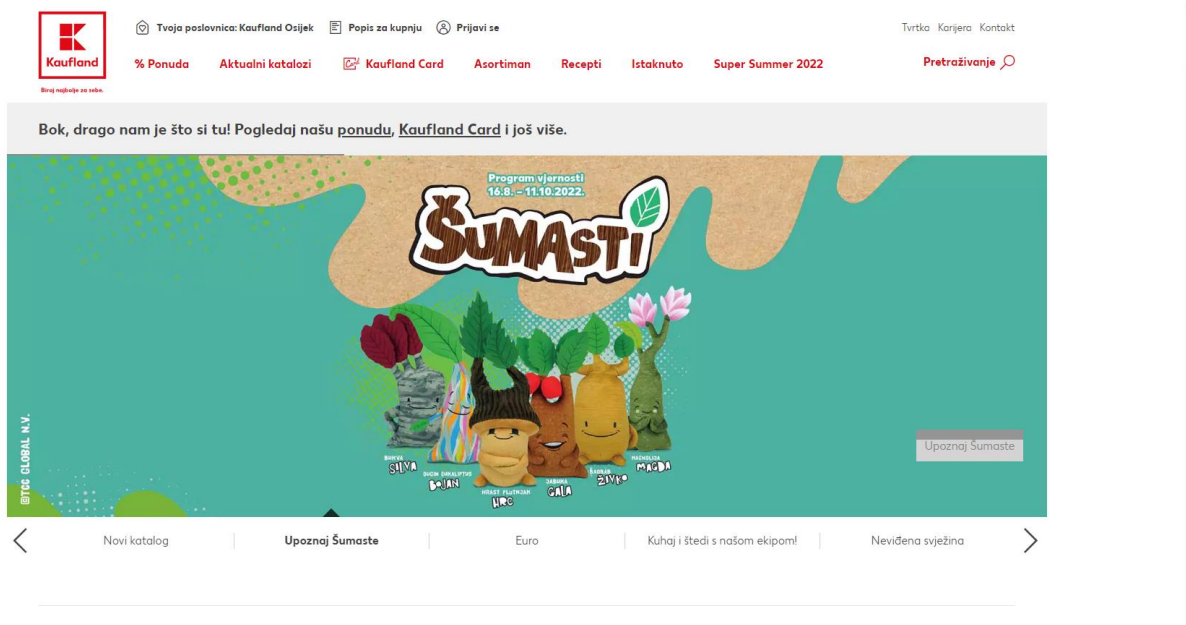 Kaufland
Biraj najbolje za sebe.
Tvoja poslovnica: Kaufland Osijek
Popis za kupnju
Prijavi se
Tvrtka Karijera Kontakt
% Ponuda Aktualni katalozi Kaufland Card Asortiman Recepti Istaknuto Super Summer 2022
Pretraživanje
Bok, drago nam je što si tu! Pogledaj našu ponudu, Kaufland Card i još više.
Program vjernosti
16.8. – 11.10.2022.
ŠUMASTI
BUKVA
SILVA
DUGIN EUKALIPTUS
BOJAN
HRAST PLUTNJAK
HRC
JABUKA
GALA
BAOBAB
ŽIVKO
MAGNOLIJA
MAGDA
©TCC GLOBAL N.V.
Upoznaj Šumaste
Novi katalog
Upoznaj Šumaste
Euro
Kuhaj i štedi s našom ekipom!
Neviđena svježina